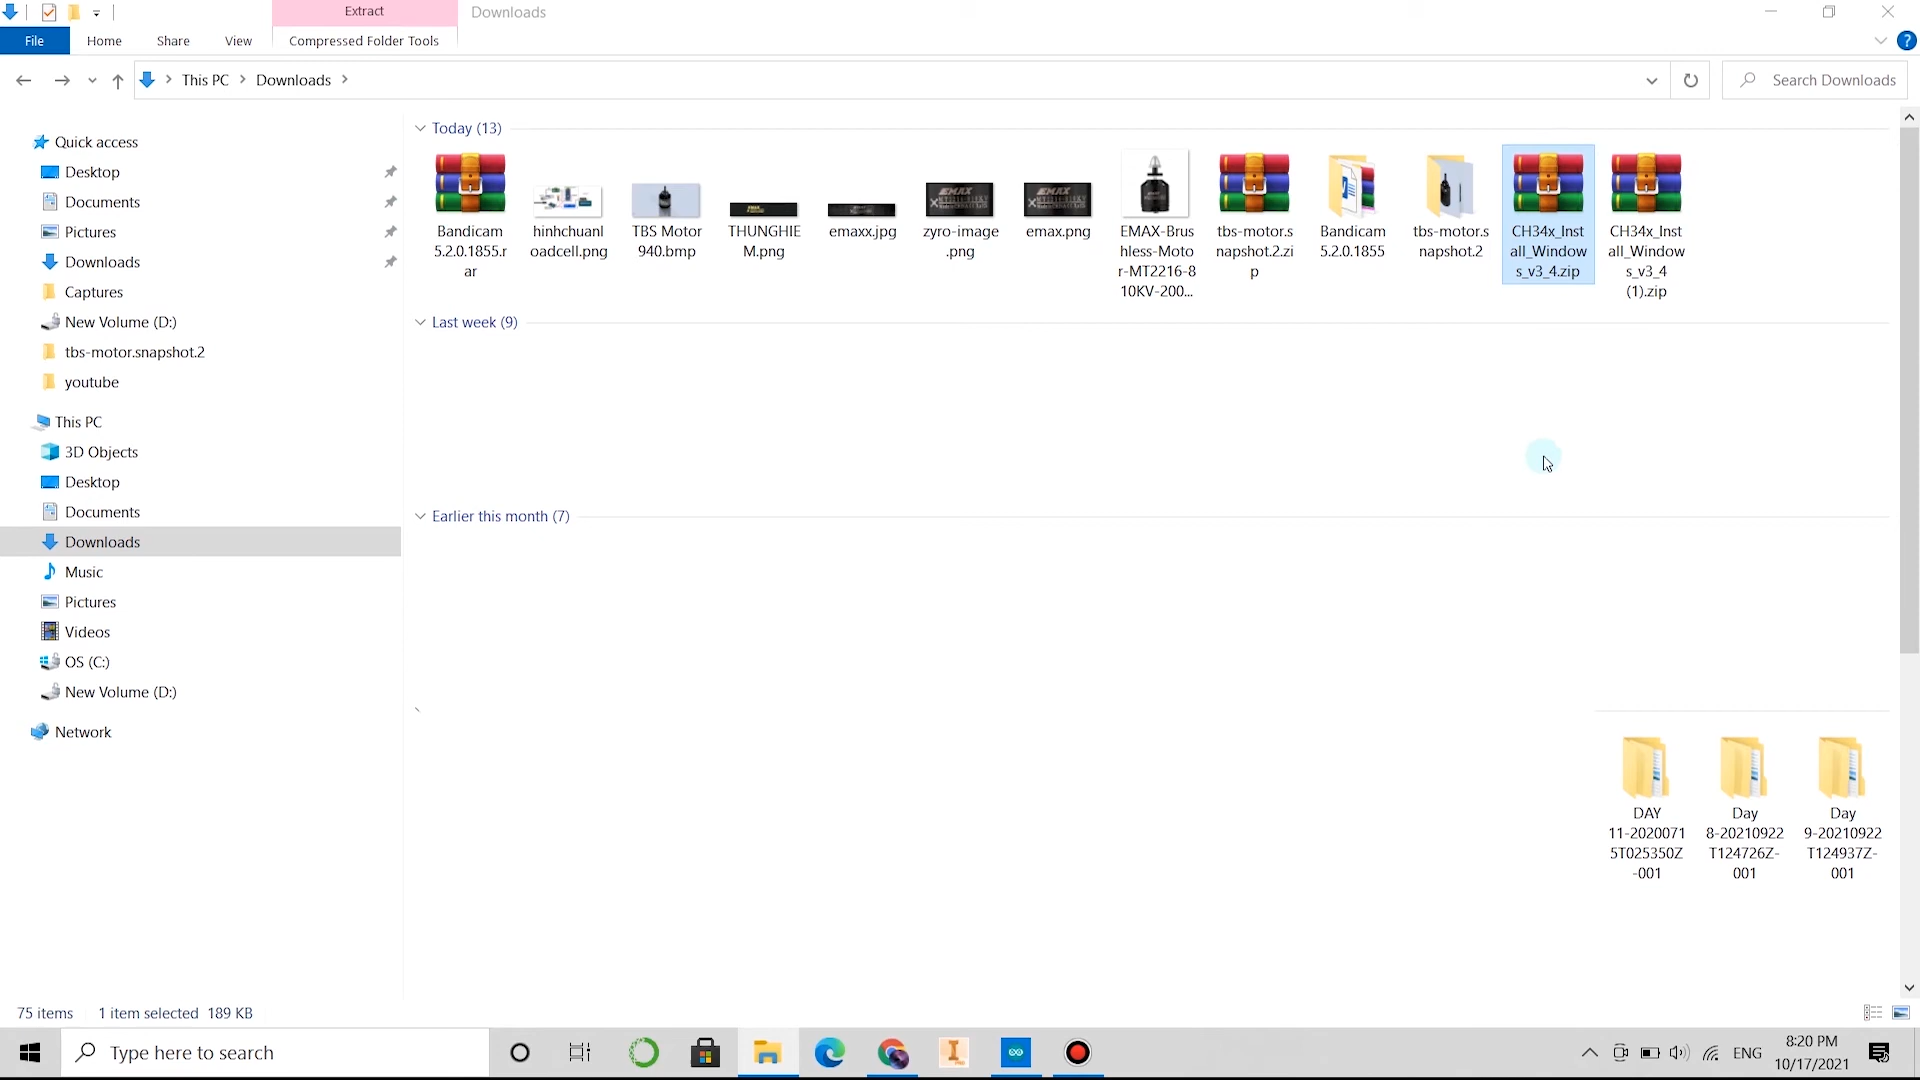 Extract
Downloads
File
Home
Share
View
Compressed Folder Tools
This PC
Downloads
Search Downloads
Quick access
Desktop
Documents
Pictures
Downloads
Captures
New Volume (D:)
tbs-motor.snapshot.2
youtube
This PC
3D Objects
Desktop
Documents
Downloads
Music
Pictures
Videos
OS (C:)
New Volume (D:)
Network
Today (13)
Bandicam
5.2.0.1855.r
ar
hinhchuanl
oadcell.png
TBS Motor
940.bmp
THUNGHIE
M.png
emaxx.jpg
zyro-image
.png
emax.png
EMAX-Brus
hless-Moto
r-MT2216-8
10KV-200...
tbs-motor.s
napshot.2.zi
p
Bandicam
5.2.0.1855
tbs-motor.s
napshot.2
CH34x_Inst
all_Window
s_v3_4.zip
CH34x_Inst
all_Window
s_v3_4
(1).zip
Last week (9)
Earlier this month (7)
DAY
11-2020071
5T025350Z
-001
Day
8-20210922
T124726Z-
001
Day
9-20210922
T124937Z-
001
75 items
1 item selected 189 KB
Type here to search
ENG
8:20 PM
10/17/2021